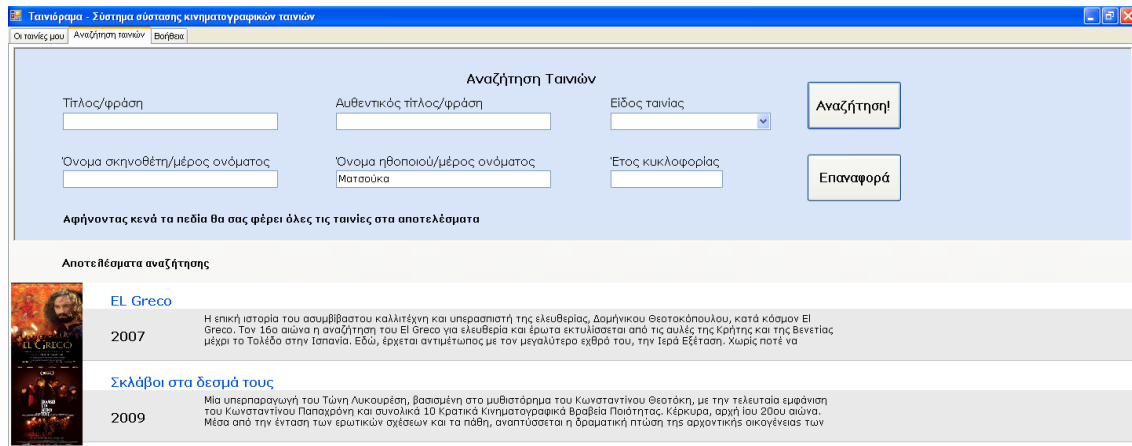 Ταινιόραμα - Σύστημα σύστασης κινηματογραφικών ταινιών
Οι ταινίες μου Αναζήτηση ταινιών Βοήθεια
Αναζήτηση Ταινιών
Τίτλος/φράση Αυθεντικός τίτλος/φράση Είδος ταινίας
Αναζήτηση!
Όνομα σκηνοθέτη/μέρος ονόματος Όνομα ηθοποιού/μέρος ονόματος Έτος κυκλοφορίας
Ματσούκα
Επαναφορά
Αφήνοντας κενά τα πεδία θα σας φέρει όλες τις ταινίες στα αποτελέσματα
Αποτελέσματα αναζήτησης
EL Greco
2007
Η επική ιστορία του ασυμβίβαστου καλλιτέχνη και υπερασπιστή της ελευθερίας, Δομήνικου Θεοτοκόπουλου, κατά κόσμον El
Greco. Τον 16ο αιώνα η αναζήτηση του El Greco για ελευθερία και έρωτα εκτυλίσσεται από τις αυλές της Κρήτης και της Βενετίας
μέχρι το Τολέδο στην Ισπανία. Εδώ, έρχεται αντιμέτωπος με τον μεγαλύτερο εχθρό του, την Ιερά Εξέταση. Χωρίς ποτέ να
EL GRECO
Σκλάβοι στα δεσμά τους
2009
Μία υπερπαραγωγή του Τώνη Λυκουρέση, βασισμένη στο μυθιστόρημα του Κωνσταντίνου Θεοτόκη, με την τελευταία εμφάνιση
του Κωνσταντίνου Παπαχρόνη και συνολικά 10 Κρατικά Κινηματογραφικά Βραβεία Ποιότητας. Κέρκυρα, αρχή ίου 20ου αιώνα.
Μέσα από την ένταση των ερωτικών σχέσεων και τα πάθη, αναπτύσσεται η δραματική πτώση της αρχοντικής οικογένειας των